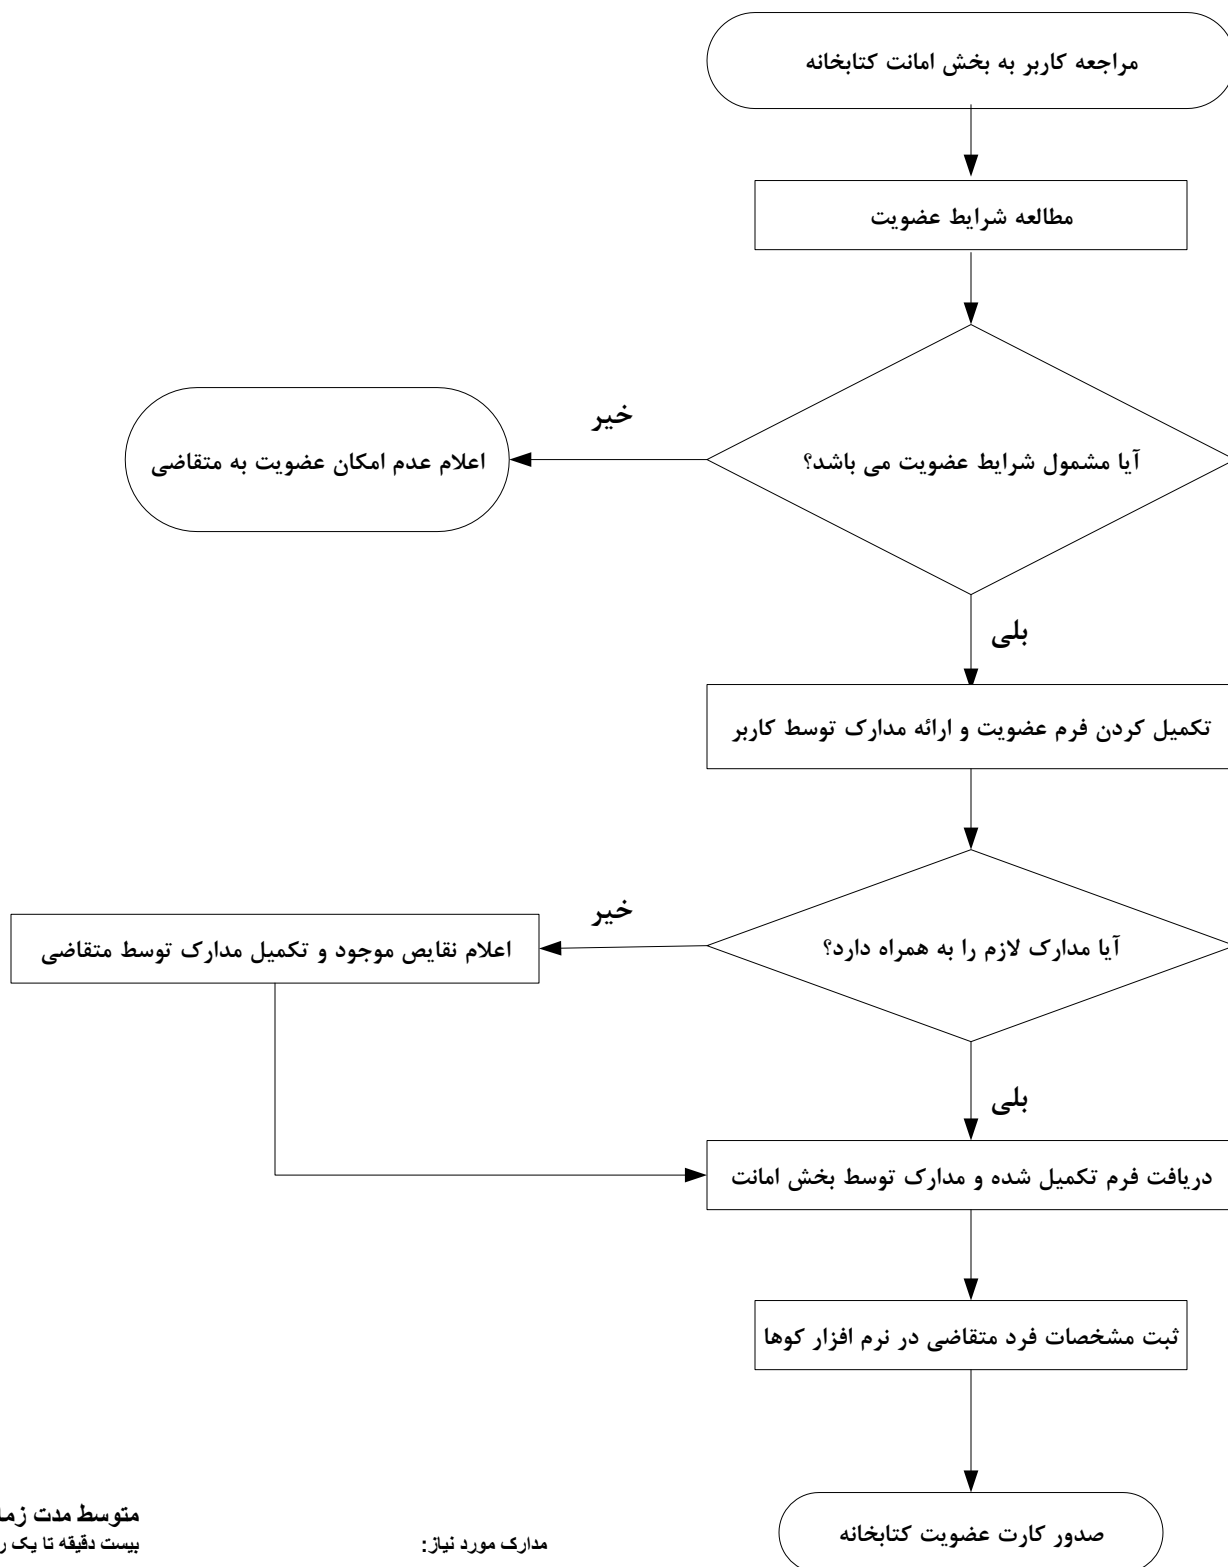 مراجعه کاربر به بخش امانت کتابخانه
مطالعه شرایط عضویت
آیا مشمول شرایط عضویت می باشد؟
خیر
اعلام عدم امکان عضویت به متقاضی
بلی
تکمیل کردن فرم عضویت و ارائه مدارک توسط کاربر
آیا مدارک لازم را به همراه دارد؟
خیر
اعلام نقایص موجود و تکمیل مدارک توسط متقاضی
بلی
دریافت فرم تکمیل شده و مدارک توسط بخش امانت
ثبت مشخصات فرد متقاضی در نرم افزار کوها
صدور کارت عضویت کتابخانه
مدارک مورد نیاز:
متوسط مدت
بیست دقیقه تا یک